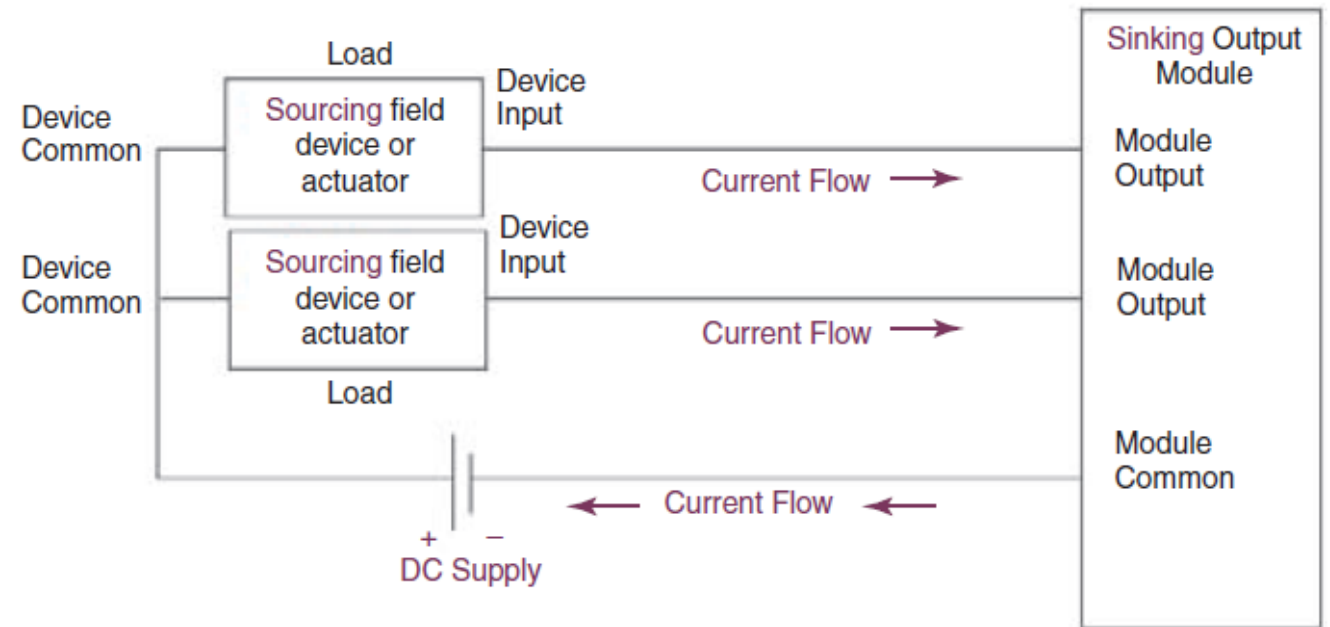 Load
Device
Common
Sourcing field
device or
actuator
Device
Input
Current Flow
Sinking Output
Module
Module
Output
Device
Common
Sourcing field
device or
actuator
Device
Input
Current Flow
Module
Output
Load
Module
Common
Current Flow
+ –
DC Supply